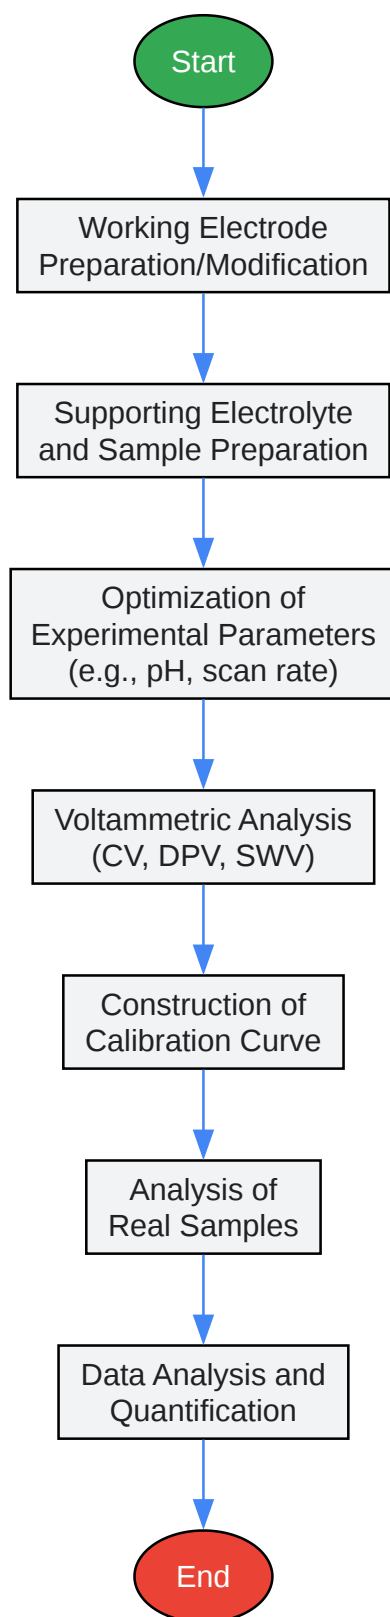 Start
Working Electrode
Preparation/Modification
Supporting Electrolyte
and Sample Preparation
Optimization of
Experimental Parameters
(e.g., pH, scan rate)
Voltammetric Analysis
(CV, DPV, SWV)
Construction of
Calibration Curve
Analysis of
Real Samples
Data Analysis and
Quantification
End